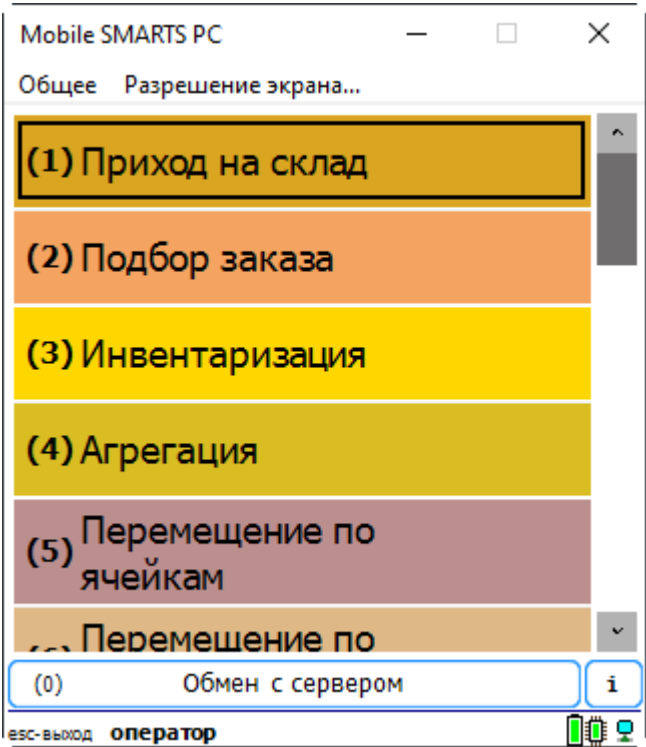 Mobile SMARTS PC
Общее Разрешение экрана...
(1) Приход на склад
(2) Подбор заказа
(3) Инвентаризация
(4) Агрегация
(5) Перемещение по
ячейкам
Перемещение по
(0) Обмен с сервером i
esc-выход оператор